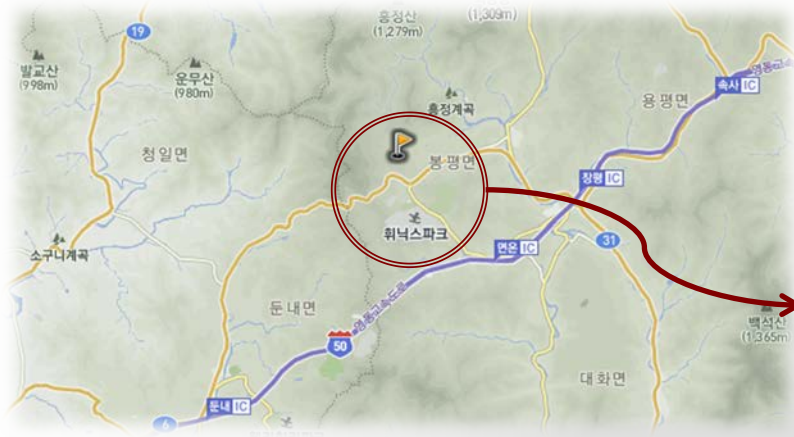 흥정산
(1,279m)
1,309m)
19
발교산
(998m)
운무산
(980m)
흥정계곡
용평면
속사 IC
영동고속
청일면
봉평면
장평 IC
휘닉스파크
소구니계곡
면온 IC
31
둔내면
영동고속도로
50
백석산
(1,365m)
대화면
둔내 IC
6